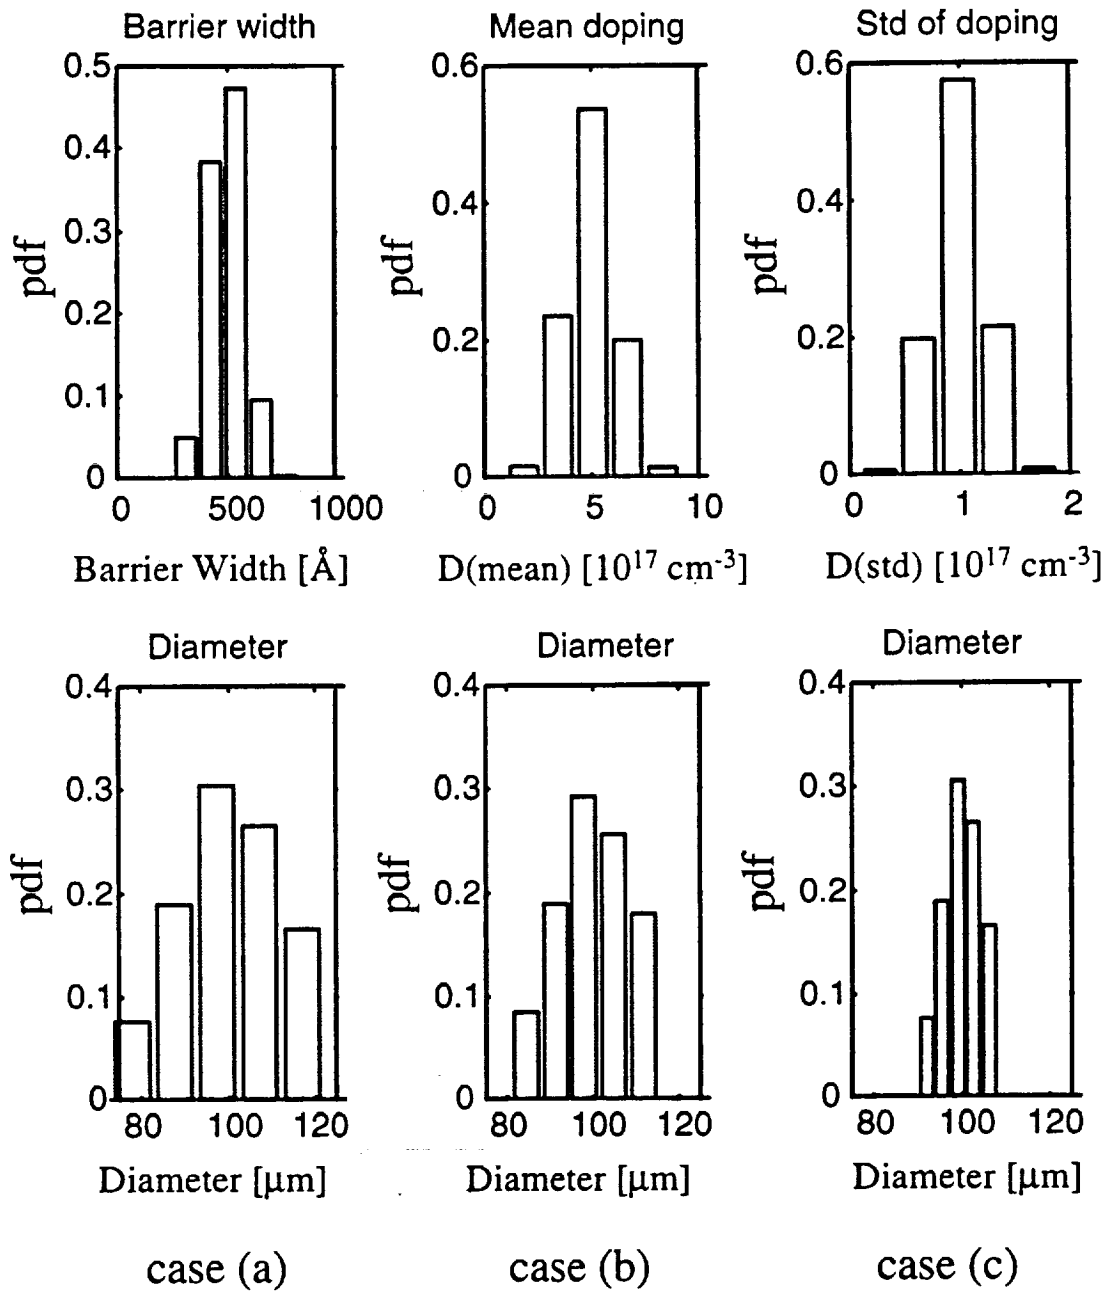 Barrier width Mean doping Std of doping
0.5 0.6 0.6
0.4
0.4 0.4
pdf 0.3 pdf pdf
0.2 0.2 0.2
0.1
0 0 0
0 500 1000 0 5 10 0 1 2
Barrier Width [Å] D(mean) [10¹⁷ cm⁻³] D(std) [10¹⁷ cm⁻³]
Diameter Diameter Diameter
0.4 0.4 0.4
0.3 0.3 0.3
pdf 0.2 pdf 0.2 pdf 0.2
0.1 0.1 0.1
0 0 0
80 100 120 80 100 120 80 100 120
Diameter [μm] Diameter [μm] Diameter [μm]
case (a) case (b) case (c)